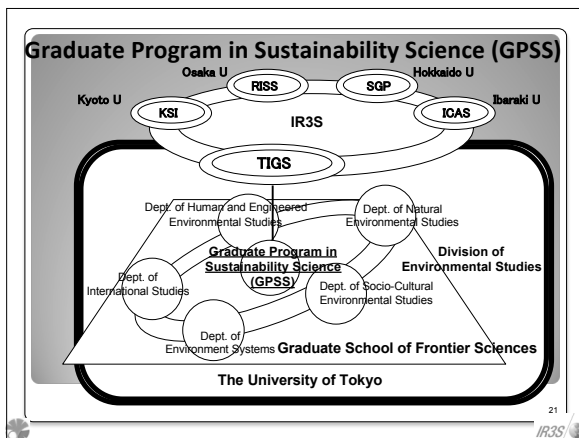 Graduate Program in Sustainability Science (GPSS)
Osaka U
Hokkaido U
Kyoto U
RISS
SGP
Ibaraki U
KSI
IR3S
ICAS
TIGS
Dept. of Human and Engineered
Environmental Studies
Dept. of Natural
Environmental Studies
Graduate Program in
Sustainability Science
(GPSS)
Division of
Environmental Studies
Dept. of
International Studies
Dept. of Socio-Cultural
Environmental Studies
Dept. of
Environment Systems
Graduate School of Frontier Sciences
The University of Tokyo
21
IR3S